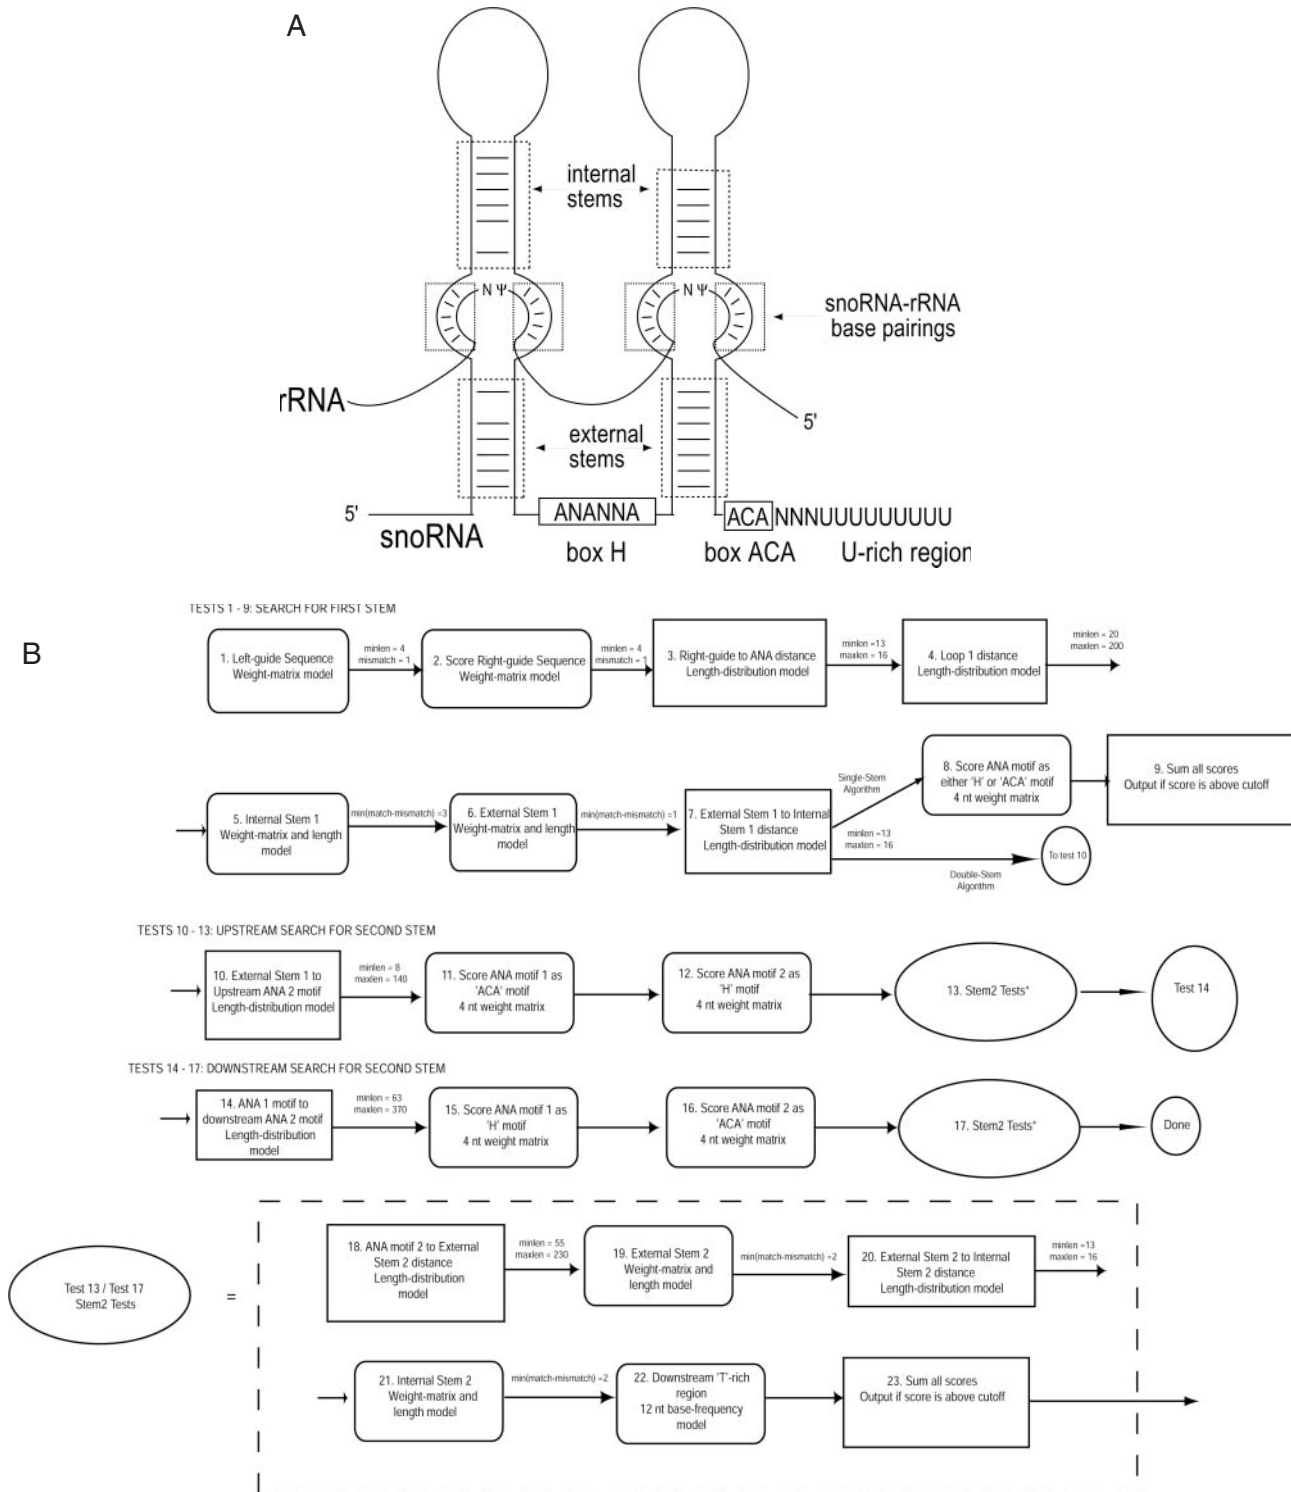 A
internal
stems
N Ψ
N Ψ
snoRNA-rRNA
base pairings
rRNA
5'
external
stems
5'
ANANNA
ACA
NNNUUUUUUUUU
snoRNA
box H
box ACA
U-rich region
B
TESTS 1 - 9: SEARCH FOR FIRST STEM
1. Left-guide Sequence
Weight-matrix model
minlen = 4
mismatch = 1
2. Score Right-guide Sequence
Weight-matrix model
minlen = 4
mismatch = 1
3. Right-guide to ANA distance
Length-distribution model
minlen =13
maxlen = 16
4. Loop 1 distance
Length-distribution model
minlen = 20
maxlen = 200
5. Internal Stem 1
Weight-matrix and length
model
min(match-mismatch) =3
6. External Stem 1
Weight-matrix and length
model
min(match-mismatch) =1
7. External Stem 1 to Internal
Stem 1 distance
Length-distribution model
Single-Stem
Algorithm
minlen =13
maxlen = 16
Double-Stem
Algorithm
8. Score ANA motif as
either 'H' or 'ACA' motif
4 nt weight matrix
9. Sum all scores
Output if score is above cutoff
To test 10
TESTS 10 - 13: UPSTREAM SEARCH FOR SECOND STEM
10. External Stem 1 to
Upstream ANA 2 motif
Length-distribution model
minlen = 8
maxlen = 140
11. Score ANA motif 1 as
'ACA' motif
4 nt weight matrix
12. Score ANA motif 2 as
'H' motif
4 nt weight matrix
13. Stem2 Tests*
Test 14
TESTS 14 - 17: DOWNSTREAM SEARCH FOR SECOND STEM
14. ANA 1 motif to
downstream ANA 2 motif
Length-distribution
model
minlen = 63
maxlen = 370
15. Score ANA motif 1 as
'H' motif
4 nt weight matrix
16. Score ANA motif 2 as
'ACA' motif
4 nt weight matrix
17. Stem2 Tests*
Done
Test 13 / Test 17
Stem2 Tests
=
18. ANA motif 2 to External
Stem 2 distance
Length-distribution
model
minlen = 55
maxlen = 230
19. External Stem 2
Weight-matrix and
length model
min(match-mismatch) =2
20. External Stem 2 to Internal
Stem 2 distance
Length-distribution model
minlen =13
maxlen = 16
21. Internal Stem 2
Weight-matrix and
length model
min(match-mismatch) =2
22. Downstream 'T'-rich
region
12 nt base-frequency
model
23. Sum all scores
Output if score is above cutoff